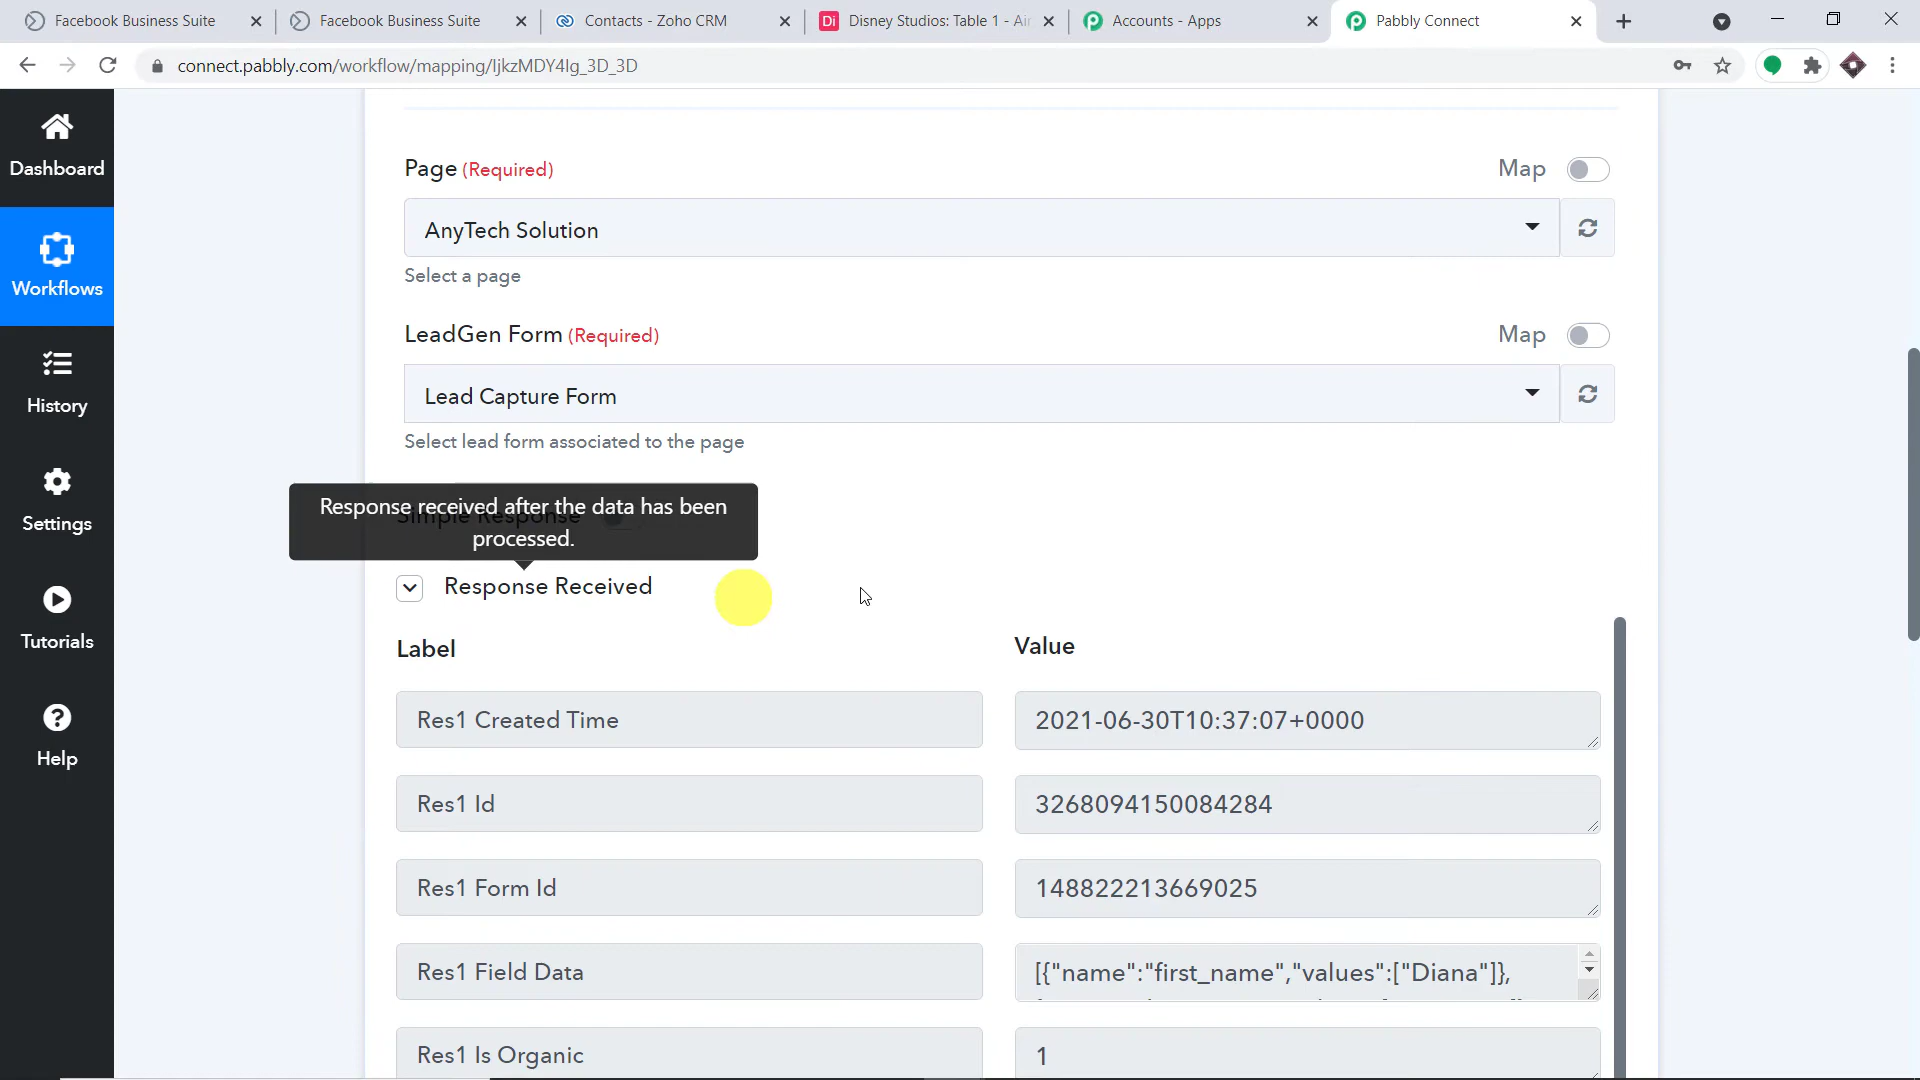 Facebook Business Suite
Facebook Business Suite
Contacts - Zoho CRM
Di Disney Studios: Table 1 - Air
Accounts - Apps
Pabbly Connect
connect.pabbly.com/workflow/mapping/IjkzMDY4Ig_3D_3D
Dashboard
Workflows
History
Settings
Tutorials
Help
Page (Required)
Map
AnyTech Solution
Select a page
LeadGen Form (Required)
Map
Lead Capture Form
Select lead form associated to the page
Response received after the data has been
processed.
Simple Response
Response Received
Label
Value
Res1 Created Time
2021-06-30T10:37:07+0000
Res1 Id
3268094150084284
Res1 Form Id
148822213669025
Res1 Field Data
[{"name":"first_name","values":["Diana"]},
Res1 Is Organic
1